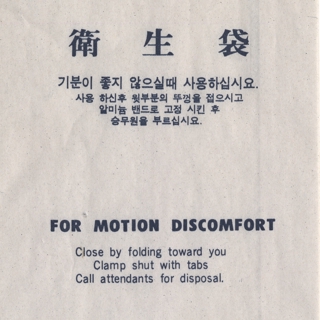 衛生袋
기분이 좋지 않으실때 사용하십시요.
사용 하신후 윗부분의 뚜껑을 접으시고
알미늄 밴드로 고정 시킨 후
승무원을 부르십시요.
FOR MOTION DISCOMFORT
Close by folding toward you
Clamp shut with tabs
Call attendants for disposal.